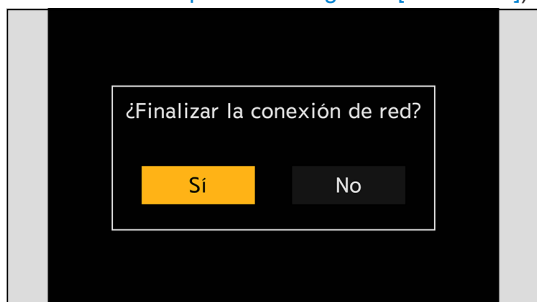 ¿Finalizar la conexión de red?
Sí
No